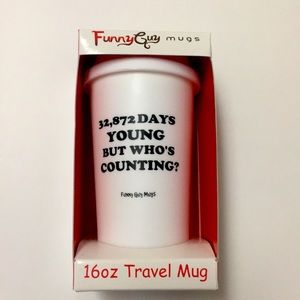 FunnyGuy mugs
32,872 DAYS
YOUNG
BUT WHO'S
COUNTING?
Funny Guy Mugs
16oz Travel Mug